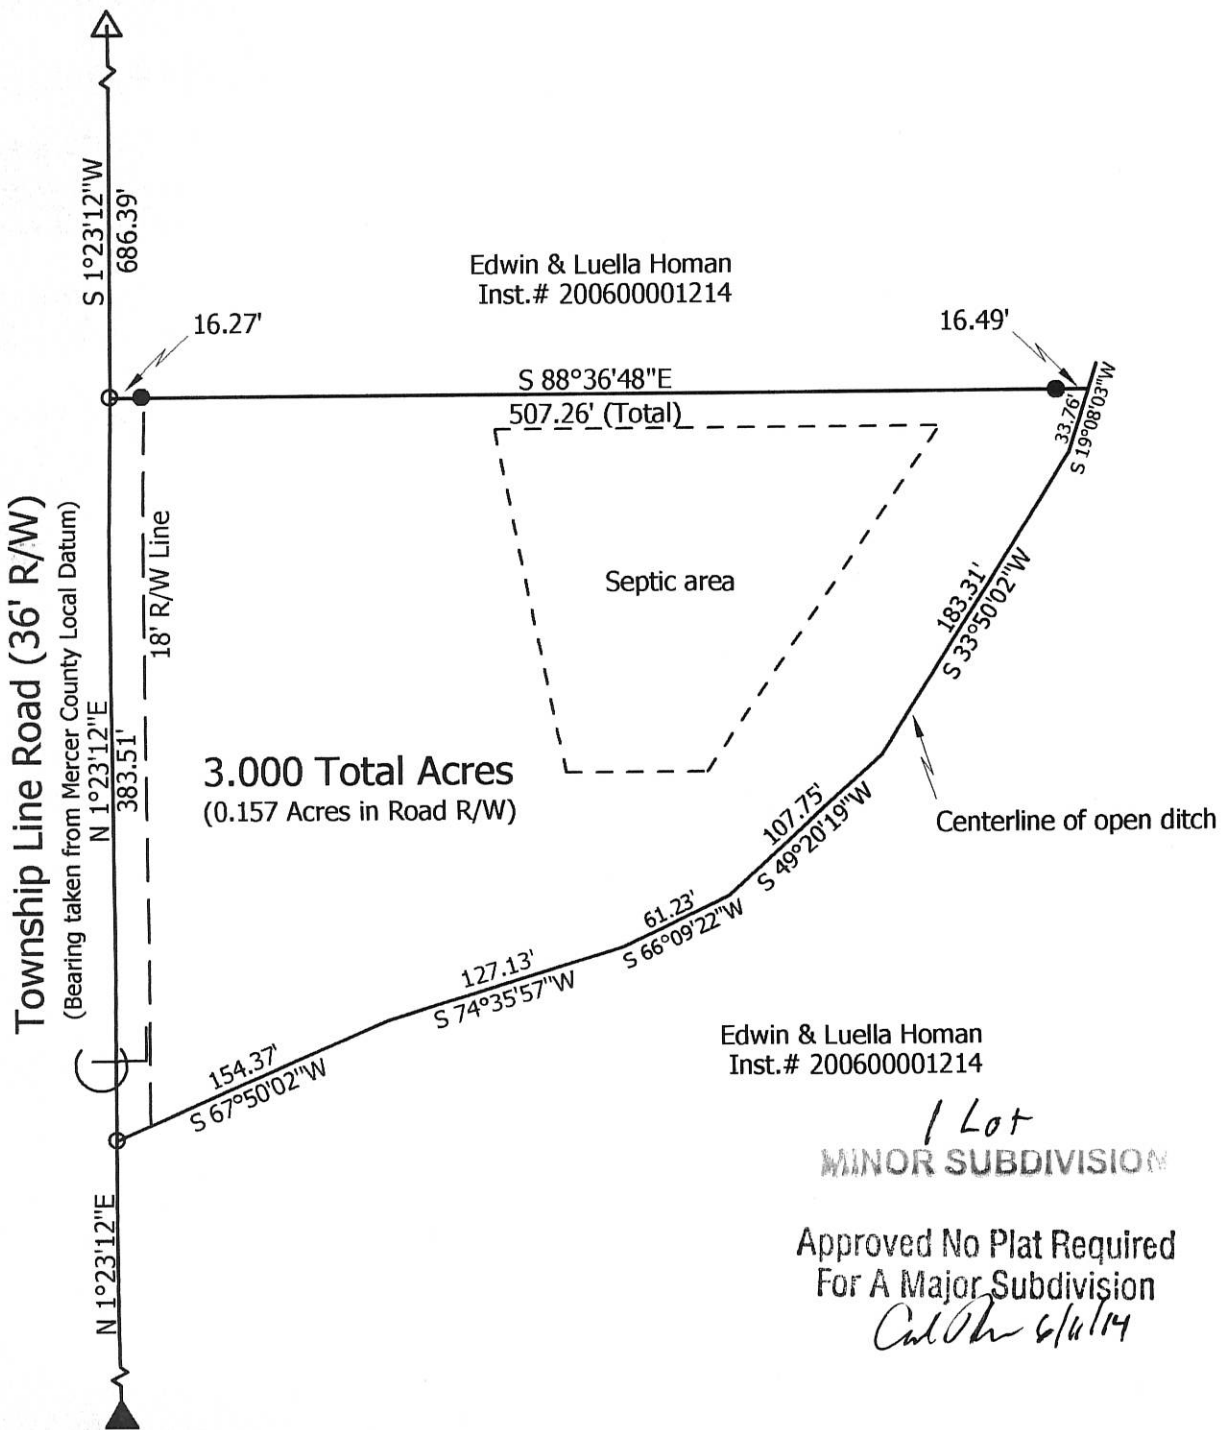 S 1°23'12"W
686.39'
Edwin & Luella Homan
Inst.# 200600001214
16.27'
16.49'
S 88°36'48"E
507.26' (Total)
33.76'
S 19°08'03"W
Township Line Road (36' R/W)
(Bearing taken from Mercer County Local Datum)
N 1°23'12"E
383.51'
18' R/W Line
Septic area
183.31'
S 33°50'02"W
3.000 Total Acres
(0.157 Acres in Road R/W)
107.75'
S 49°20'19"W
Centerline of open ditch
61.23'
S 66°09'22"W
127.13'
S 74°35'57"W
154.37'
S 67°50'02"W
Edwin & Luella Homan
Inst.# 200600001214
1 Lot
MINOR SUBDIVISION
N 1°23'12"E
Approved No Plat Required
For A Major Subdivision
6/11/14